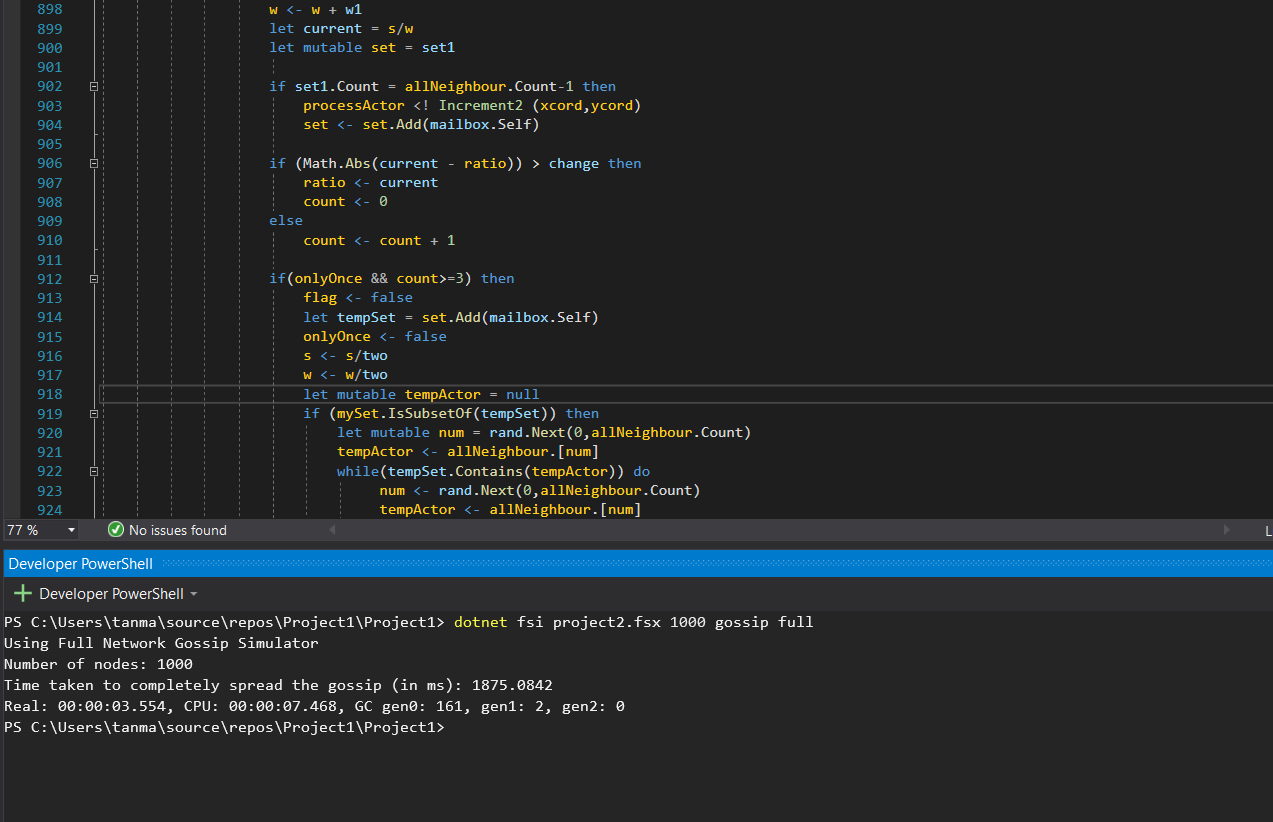 898 w <- w + w1
899 let current = s/w
900 let mutable set = set1
901
902 if set1.Count = allNeighbour.Count-1 then
903 processActor <! Increment2 (xcord,ycord)
904 set <- set.Add(mailbox.Self)
905
906 if (Math.Abs(current - ratio)) > change then
907 ratio <- current
908 count <- 0
909 else
910 count <- count + 1
911
912 if(onlyOnce && count>=3) then
913 flag <- false
914 let tempSet = set.Add(mailbox.Self)
915 onlyOnce <- false
916 s <- s/two
917 w <- w/two
918 let mutable tempActor = null
919 if (mySet.IsSubsetOf(tempSet)) then
920 let mutable num = rand.Next(0,allNeighbour.Count)
921 tempActor <- allNeighbour.[num]
922 while(tempSet.Contains(tempActor)) do
923 num <- rand.Next(0,allNeighbour.Count)
924 tempActor <- allNeighbour.[num]
77 % No issues found L
Developer PowerShell
Developer PowerShell
PS C:\Users\tanma\source\repos\Project1\Project1> dotnet fsi project2.fsx 1000 gossip full
Using Full Network Gossip Simulator
Number of nodes: 1000
Time taken to completely spread the gossip (in ms): 1875.0842
Real: 00:00:03.554, CPU: 00:00:07.468, GC gen0: 161, gen1: 2, gen2: 0
PS C:\Users\tanma\source\repos\Project1\Project1>